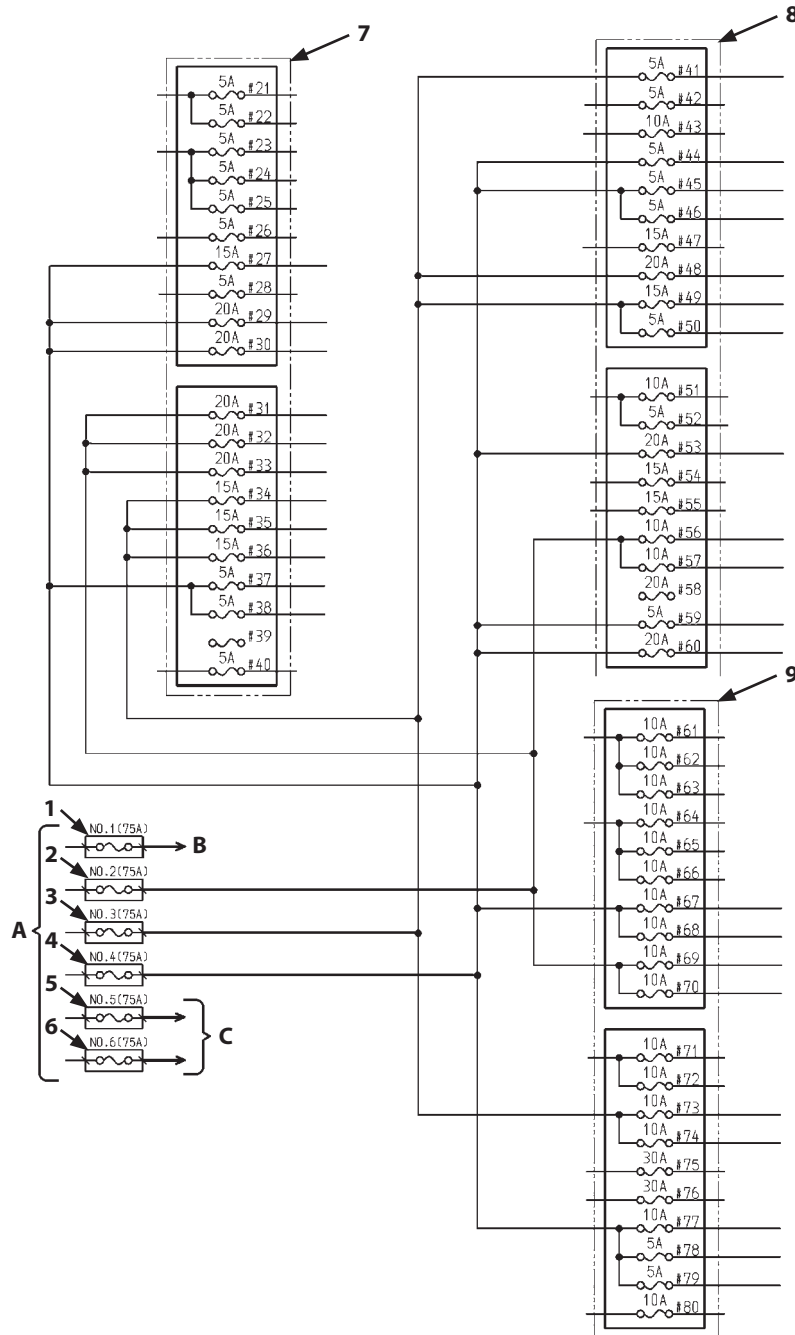 7
5A #21
5A #22
5A #23
5A #24
5A #25
5A #26
15A #27
5A #28
20A #29
20A #30
20A #31
20A #32
20A #33
15A #34
15A #35
15A #36
5A #37
5A #38
#39
5A #40
8
5A #41
5A #42
10A #43
5A #44
5A #45
5A #46
15A #47
20A #48
15A #49
5A #50
10A #51
5A #52
20A #53
15A #54
15A #55
10A #56
10A #57
20A #58
5A #59
20A #60
9
10A #61
10A #62
10A #63
10A #64
10A #65
10A #66
10A #67
10A #68
10A #69
10A #70
10A #71
10A #72
10A #73
10A #74
30A #75
30A #76
10A #77
5A #78
5A #79
10A #80
A
1 NO.1(75A) B
2 NO.2(75A)
3 NO.3(75A)
4 NO.4(75A)
5 NO.5(75A)
6 NO.6(75A)
C